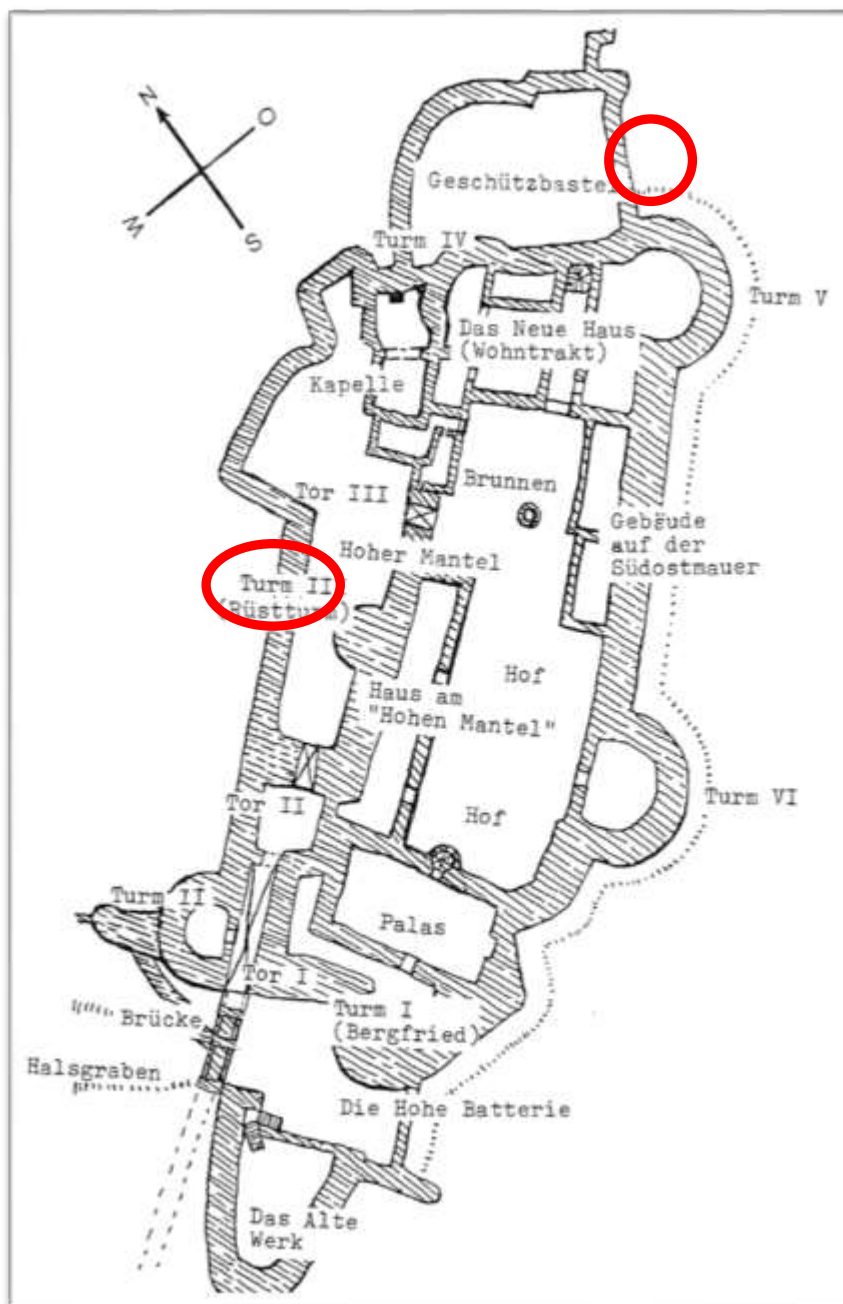 N
O
W
S
Geschützbastei
Turm IV
Turm V
Das Neue Haus
(Wohntrakt)
Kapelle
Brunnen
Tor III
Gebäude
auf der
Südostmauer
Hoher Mantel
Turm III
(Rüstturm)
Hof
Haus am
"Hohen Mantel"
Turm VI
Tor II
Hof
Turm II
Palas
Tor I
Turm I
(Bergfried)
Brücke
Halsgraben
Die Hohe Batterie
Das Alte
Werk